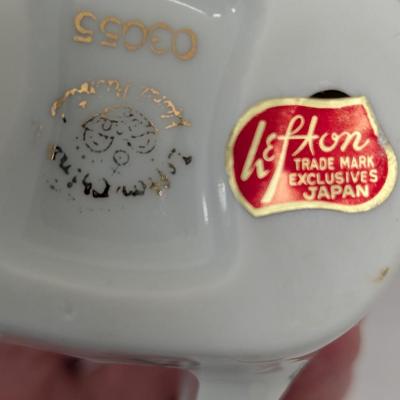 03055
Lefton
TRADE MARK
EXCLUSIVES
JAPAN